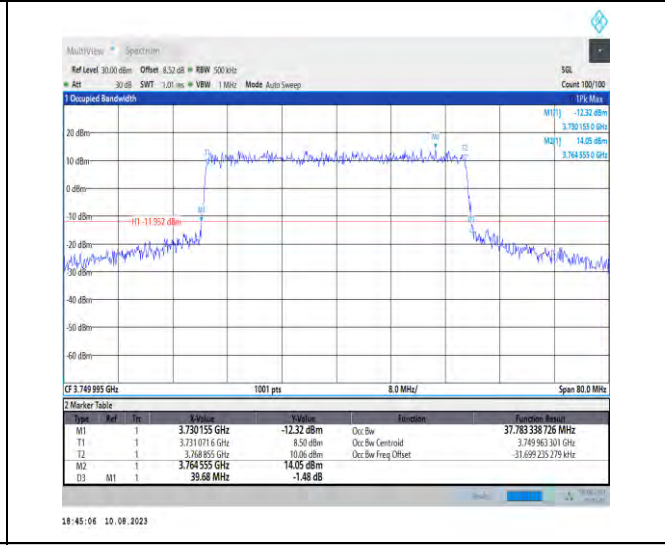 MultiView Spectrum
Ref Level 30.00 dBm Offset 8.52 dB RBW 500 kHz SGL
Att 30 dB SWT 1.01 ms VBW 1 MHz Mode Auto Sweep Count 100/100
1 Occupied Bandwidth 1Pk Max
M1[1] -12.32 dBm
3.730 155 0 GHz
20 dBm M2[1] 14.05 dBm
3.764 555 0 GHz
M2
T1 T2
10 dBm
0 dBm
M1
-10 dBm
H1 -11.952 dBm
-20 dBm
-30 dBm
-40 dBm
-50 dBm
-60 dBm
CF 3.749 995 GHz 1001 pts 8.0 MHz/ Span 80.0 MHz
2 Marker Table
Type Ref Trc X-Value Y-Value Function Function Result
M1 1 3.730155 GHz -12.32 dBm Occ Bw 37.783 338 726 MHz
T1 1 3.731 071 6 GHz 8.50 dBm Occ Bw Centroid 3.749 963 301 GHz
T2 1 3.768 855 GHz 10.06 dBm Occ Bw Freq Offset -31.699 235 279 kHz
M2 1 3.764555 GHz 14.05 dBm
D3 M1 1 39.68 MHz -1.48 dB
18:45:06 10.08.2023